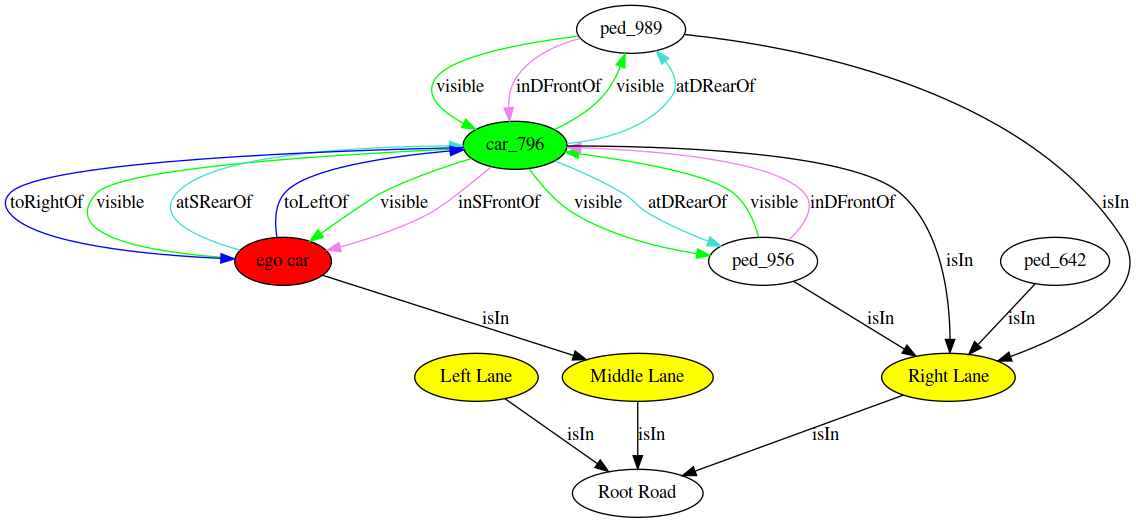 ped_989
visible
inDFrontOf
visible
atDRearOf
car_796
toRightOf
visible
atSRearOf
toLeftOf
visible
inSFrontOf
visible
atDRearOf
visible
inDFrontOf
isIn
ego car
ped_956
isIn
ped_642
isIn
isIn
isIn
Left Lane
Middle Lane
Right Lane
isIn
isIn
isIn
Root Road